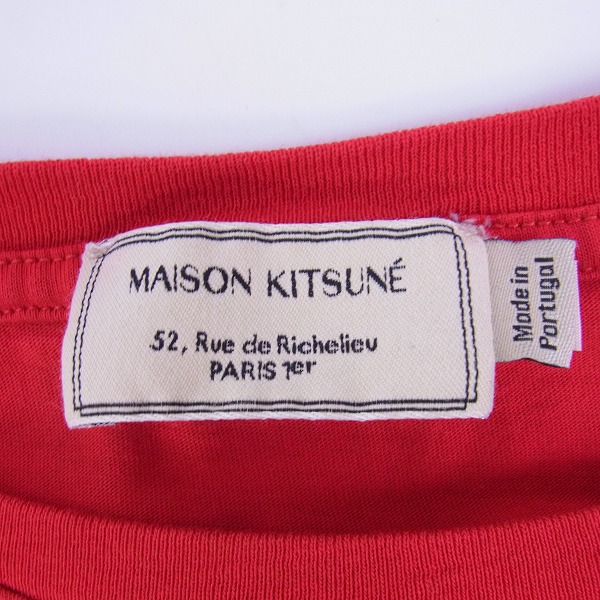 MAISON KITSUNÉ
52, Rue de Richelieu
PARIS 1er
Made in
Portugal